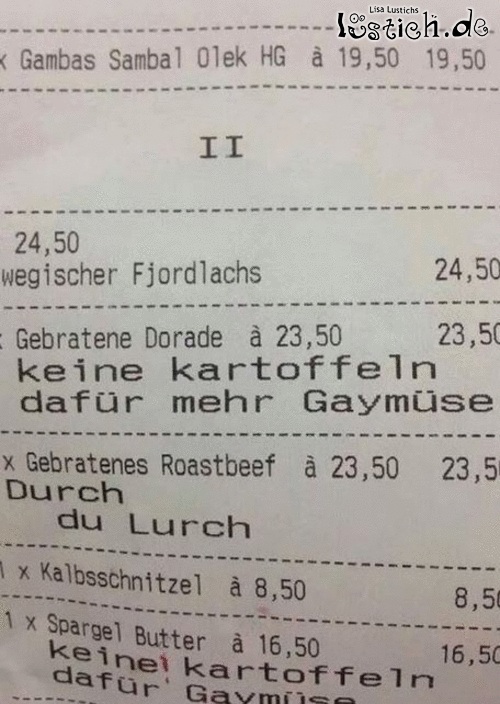 Lisa Lustichs
lustich.de
x Gambas Sambal Olek HG à 19,50 19,50
II
24,50
wegischer Fjordlachs 24,50
Gebratene Dorade à 23,50 23,50
keine kartoffeln
dafür mehr Gaymüse
x Gebratenes Roastbeef à 23,50 23,5
Durch
du Lurch
1 x Kalbsschnitzel à 8,50 8,50
1 x Spargel Butter à 16,50 16,50
keine kartoffeln
dafür Gaymüse